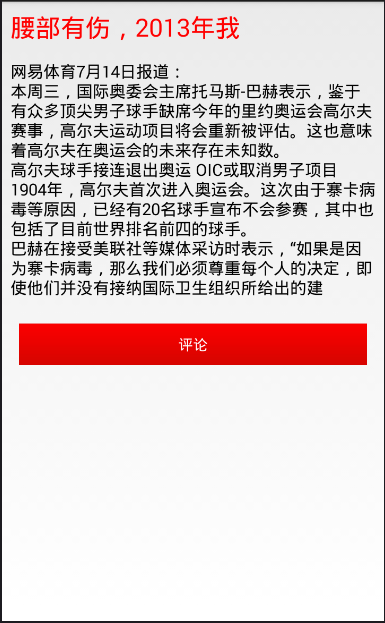 腰部有伤，2013年我
网易体育7月14日报道：
本周三，国际奥委会主席托马斯-巴赫表示，鉴于
有众多顶尖男子球手缺席今年的里约奥运会高尔夫
赛事，高尔夫运动项目将会重新被评估。这也意味
着高尔夫在奥运会的未来存在未知数。
高尔夫球手接连退出奥运 OIC或取消男子项目
1904年，高尔夫首次进入奥运会。这次由于寨卡病
毒等原因，已经有20名球手宣布不会参赛，其中也
包括了目前世界排名前四的球手。
巴赫在接受美联社等媒体采访时表示，“如果是因
为寨卡病毒，那么我们必须尊重每个人的决定，即
使他们并没有接纳国际卫生组织所给出的建
评论